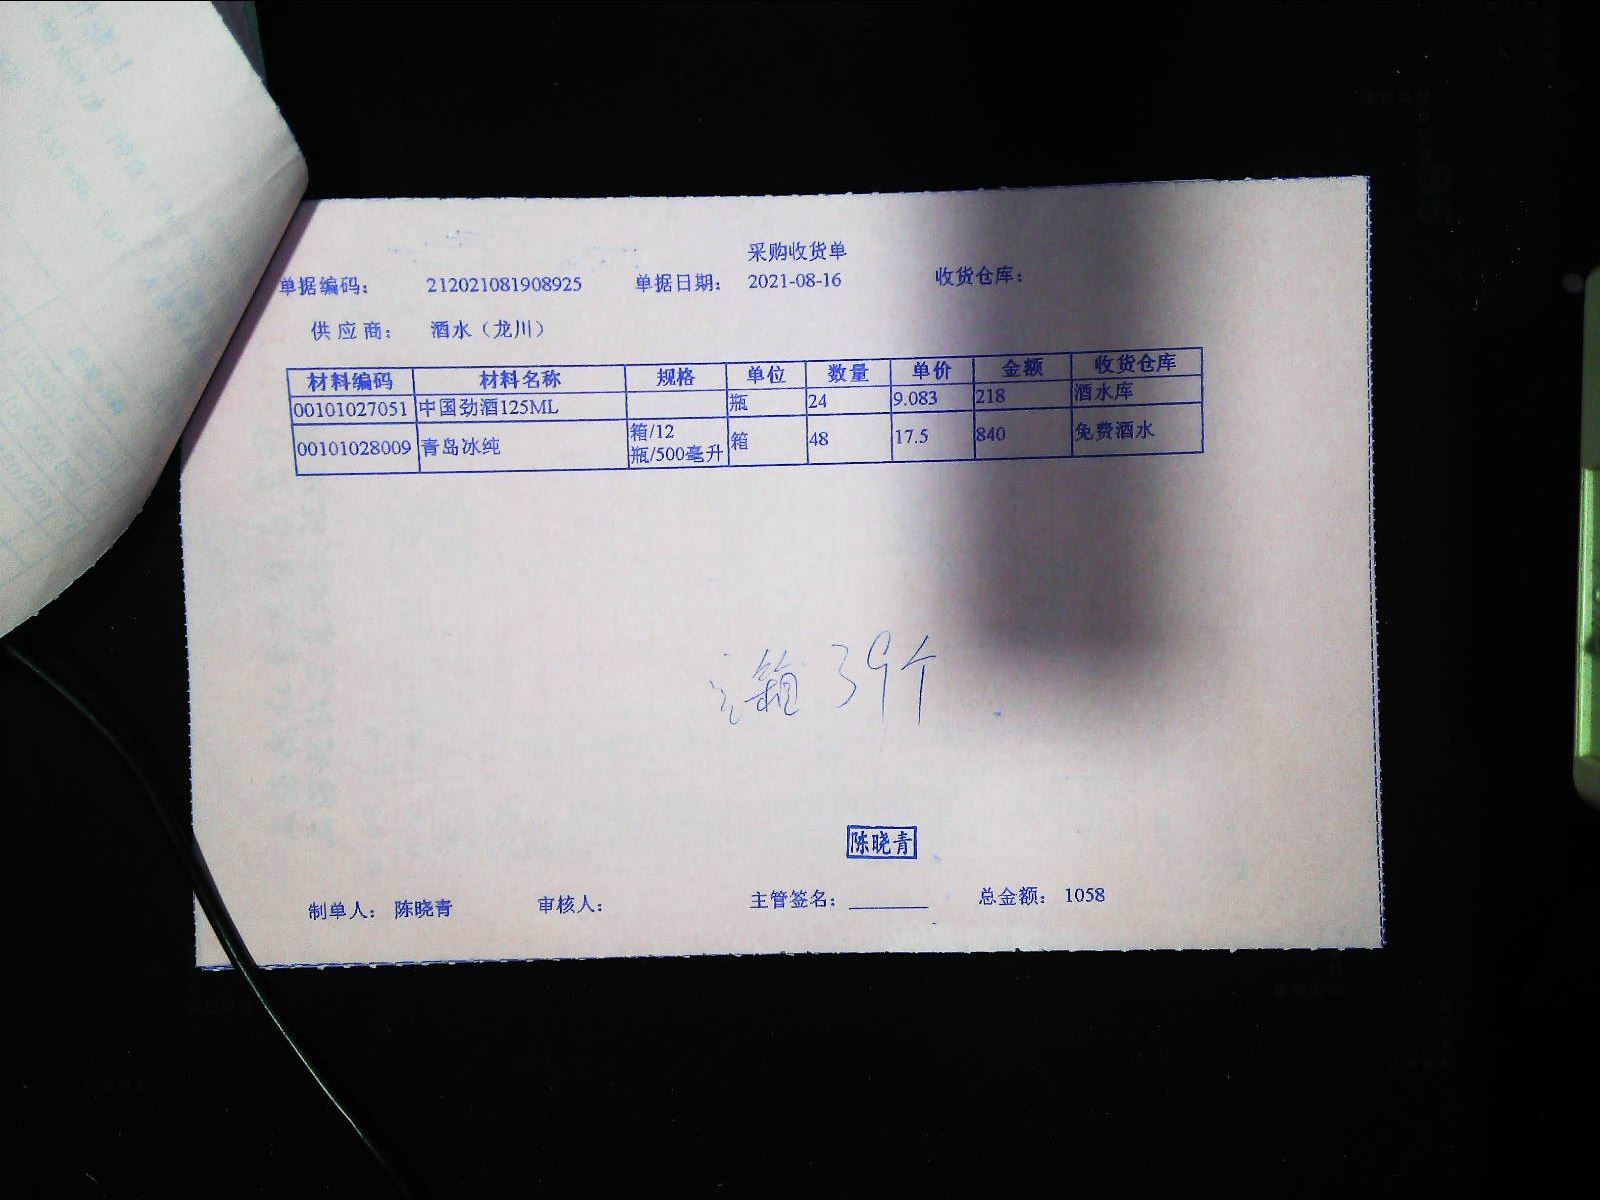 采购收货单
单据编码： 212021081908925 单据日期： 2021-08-16 收货仓库：
供应商： 酒水（龙川）
材料编码 材料名称 规格 单位 数量 单价 金额 收货仓库
00101027051 中国劲酒125ML 瓶 24 9.083 218 酒水库
00101028009 青岛冰纯 箱/12瓶/500毫升 箱 48 17.5 840 免费酒水
箱 39个
陈晓青
制单人： 陈晓青 审核人： 主管签名： 总金额： 1058